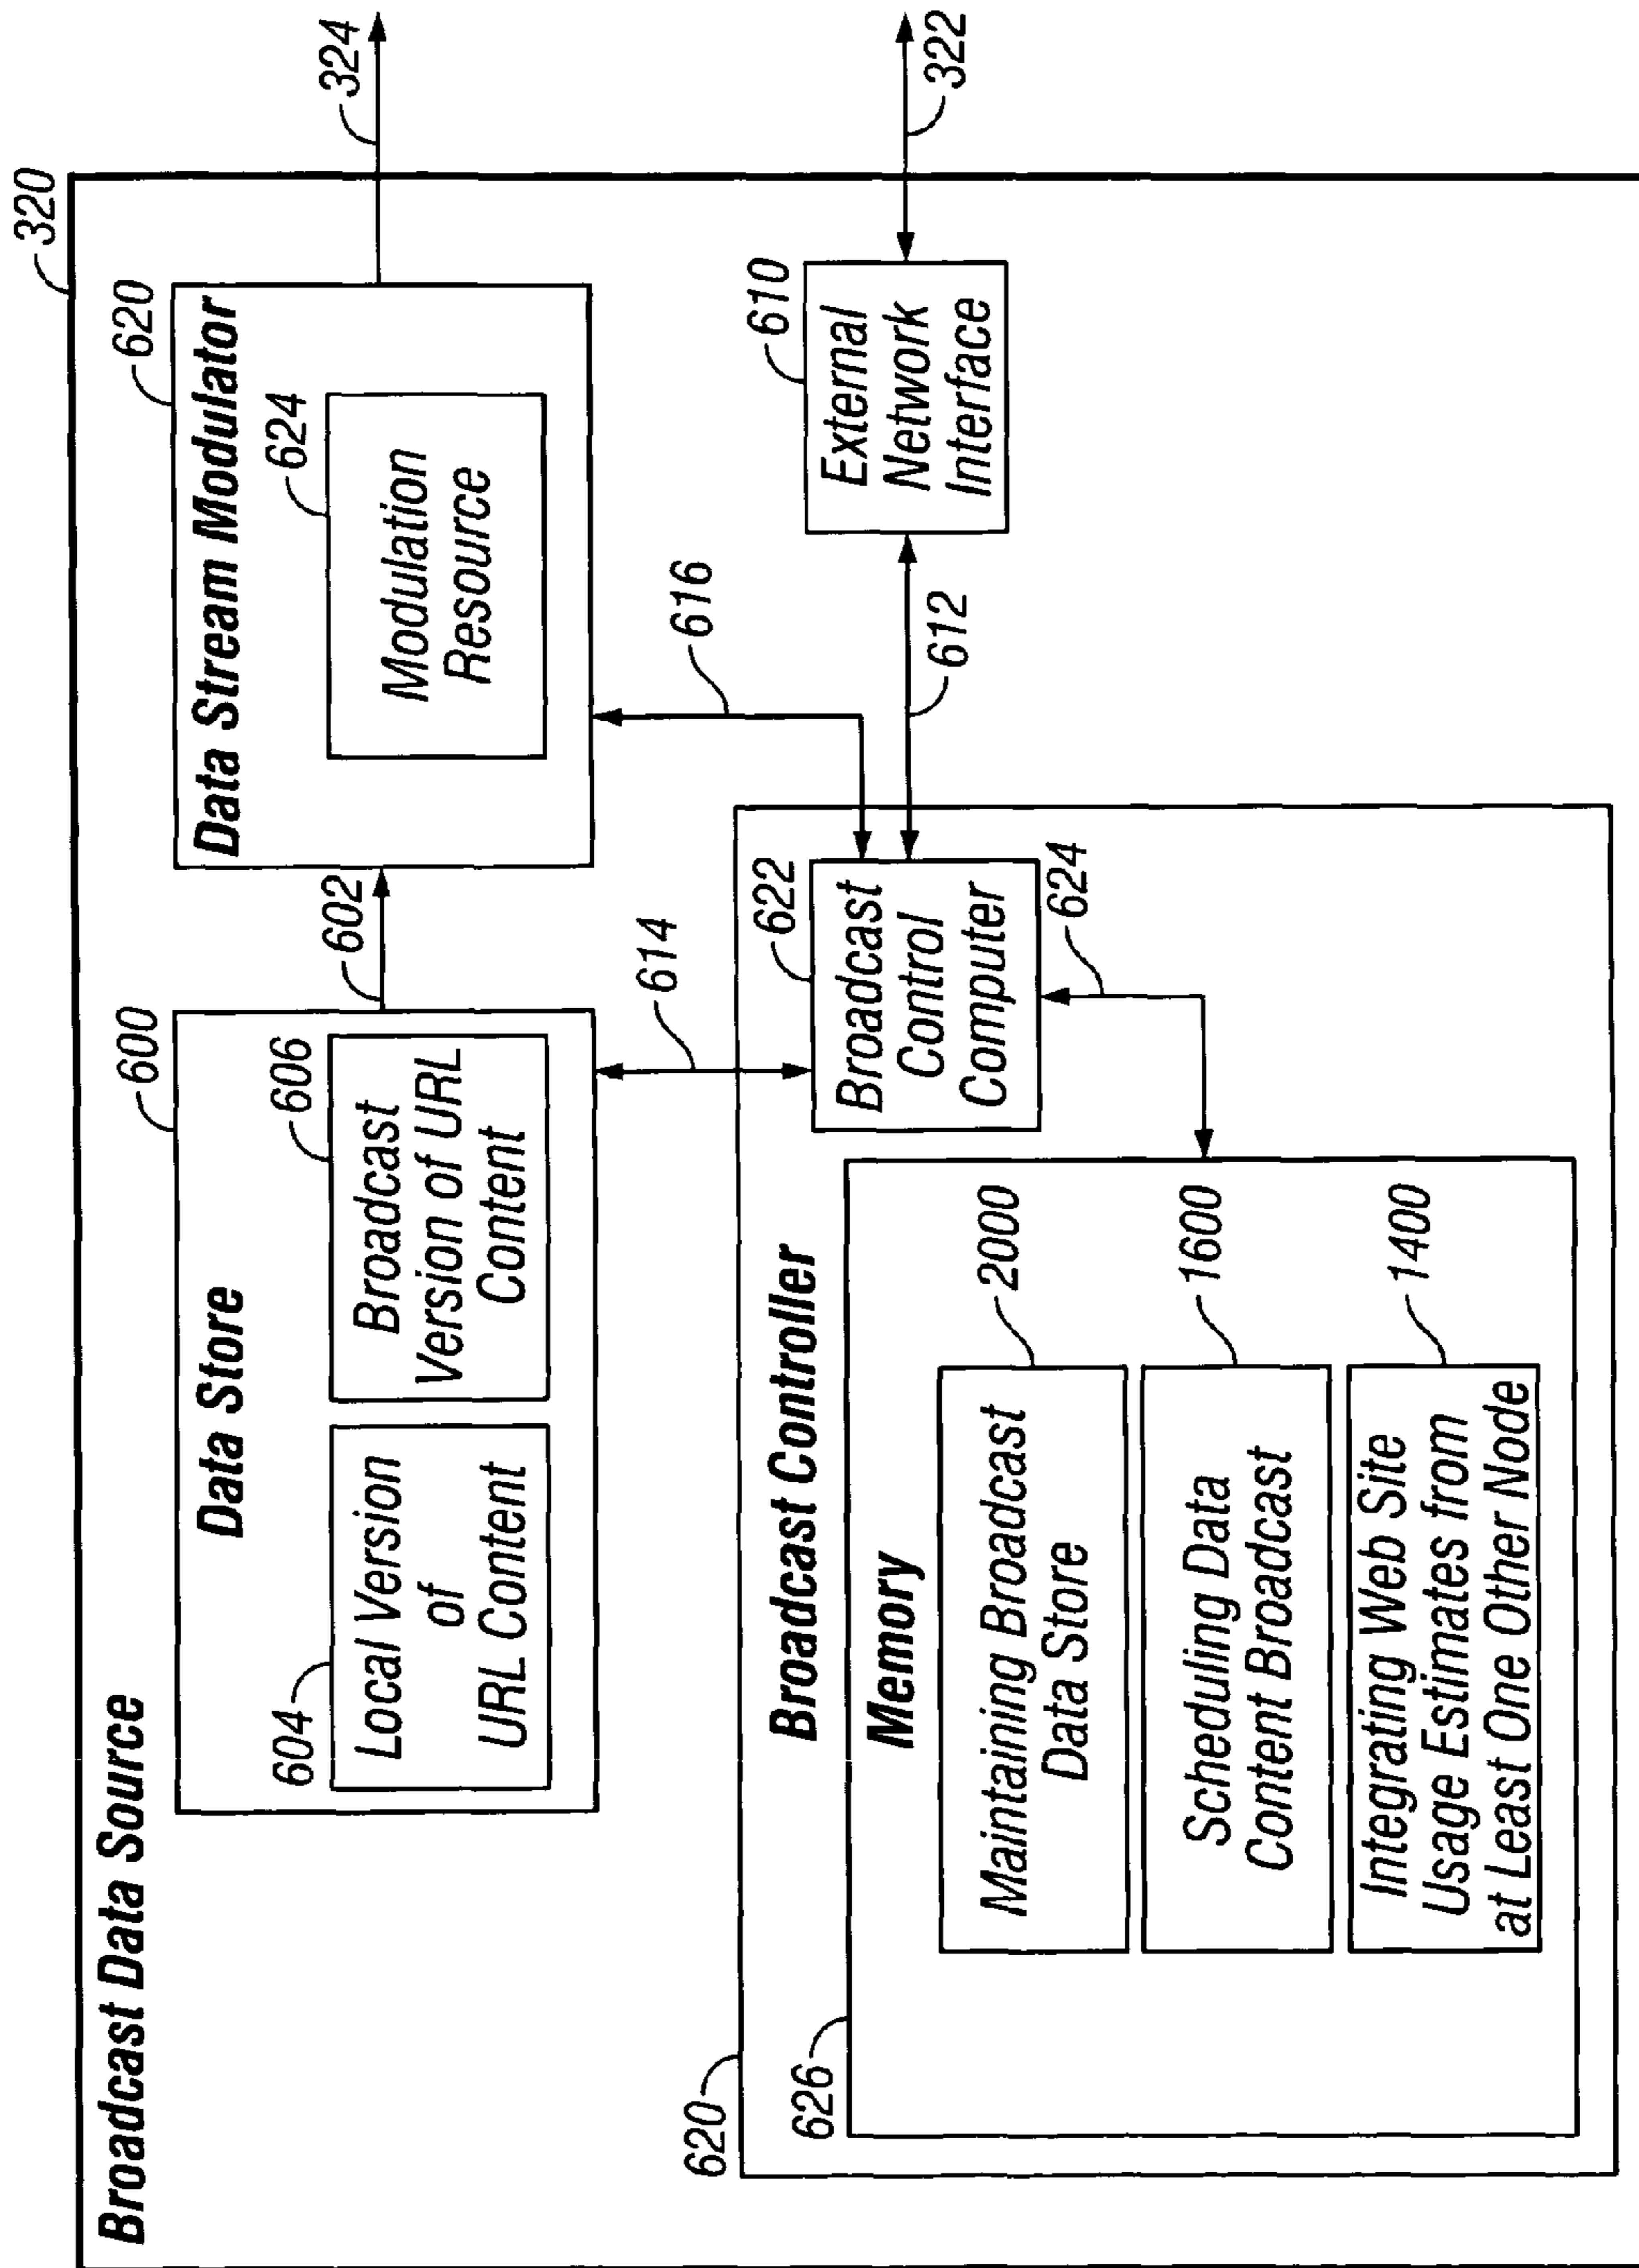 Broadcast Data Source
320
Data Store
600
604
Local Version
of
URL Content
606
Broadcast
Version of URL
Content
602
Data Stream Modulator
620
624
Modulation
Resource
324
614
616
Broadcast Controller
620
622
Broadcast
Control
Computer
612
610
External
Network
Interface
322
624
Memory
626
Maintaining Broadcast
Data Store
2000
Scheduling Data
Content Broadcast
1600
Integrating Web Site
Usage Estimates from
at Least One Other Node
1400